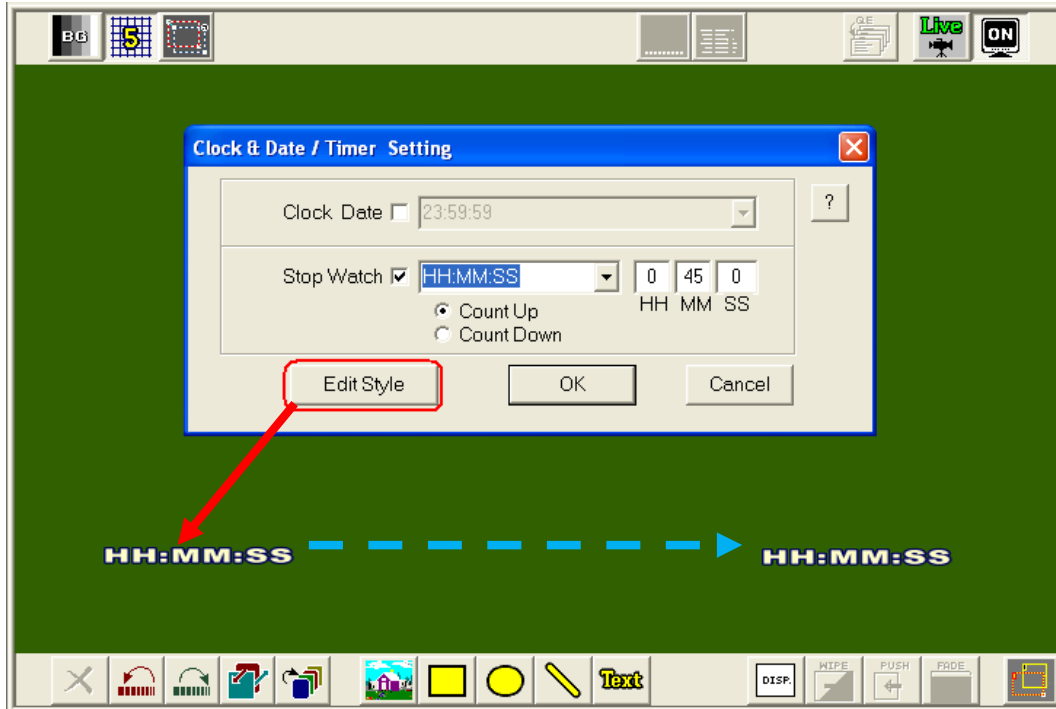 BG 5 QE Live ON
Clock & Date / Timer Setting
?
Clock Date 23:59:59
Stop Watch HH:MM:SS 0 45 0
Count Up HH MM SS
Count Down
Edit Style OK Cancel
HH:MM:SS HH:MM:SS
Text DISP. WIPE PUSH FADE